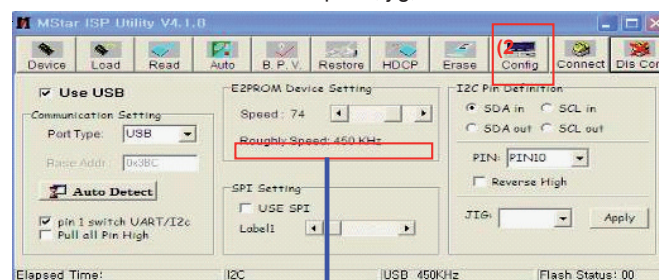 MStar ISP Utility V4.1.0
(2
Device Load Read Auto B. P. V. Restore HDCP Erase Config Connect Dis Con
Use USB
Communication Setting
Port Type: USB
Base Addr: 0x3BC
Auto Detect
pin 1 switch UART/I2c
Pull all Pin High
E2PROM Device Setting
Speed : 74
Roughly Speed: 450 KHz
SPI Setting
USE SPI
Label1
I2C Pin Definition
SDA in SCL in
SDA out SCL out
PIN: PIN10
Reverse High
JIG: Apply
Elapsed Time: I2C USB 450KHz Flash Status: 00